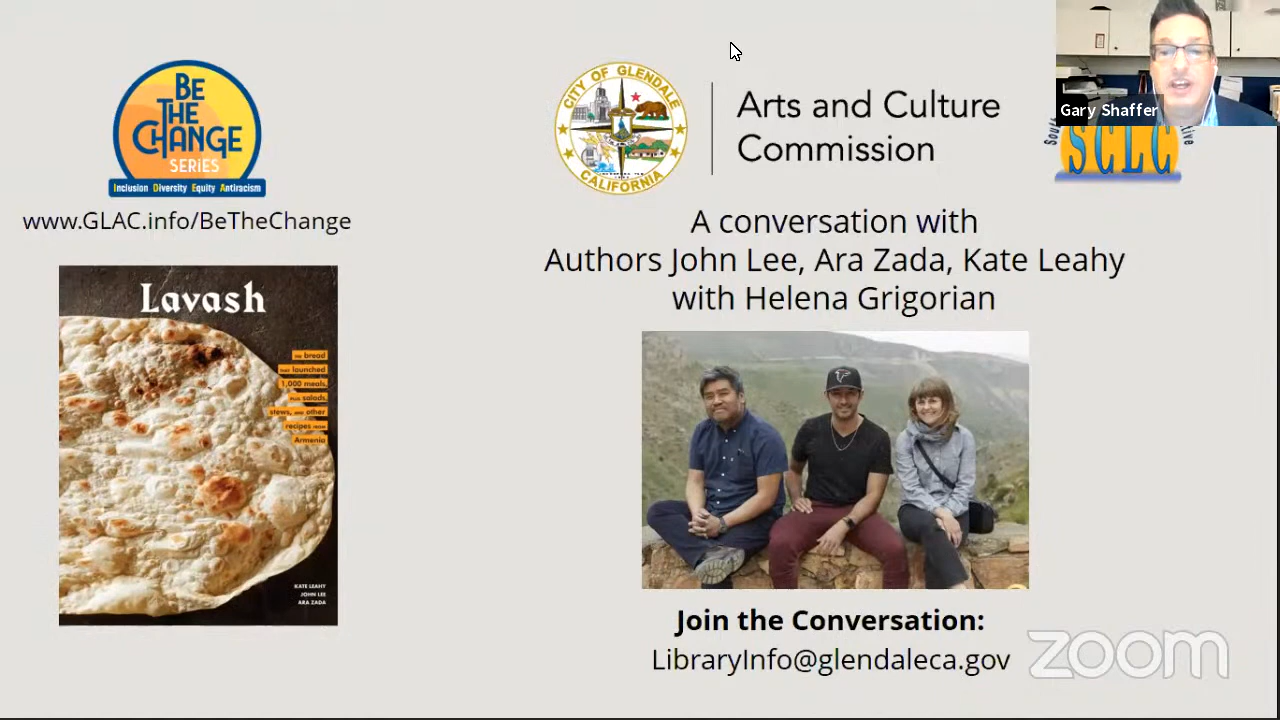 BE
THE
CHANGE
SERIES
Inclusion Diversity Equity Antiracism
www.GLAC.info/BeTheChange
CITY OF GLENDALE
CALIFORNIA
Arts and Culture
Commission
Gary Shaffer
SCLC
A conversation with
Authors John Lee, Ara Zada, Kate Leahy
with Helena Grigorian
Lavash
THE bread
THAT launched
1,000 meals,
PLUS salads,
stews, AND other
recipes FROM
Armenia
KATE LEAHY
JOHN LEE
ARA ZADA
Join the Conversation:
LibraryInfo@glendaleca.gov
zoom